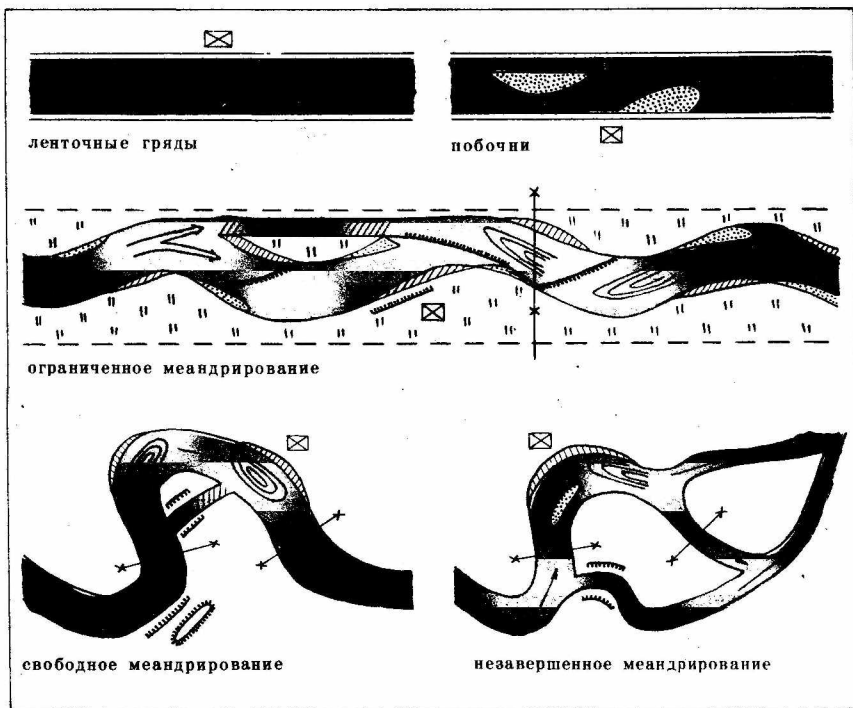 ленточные гряды
побочни
ограниченное меандрирование
свободное меандрирование
незавершенное меандрирование